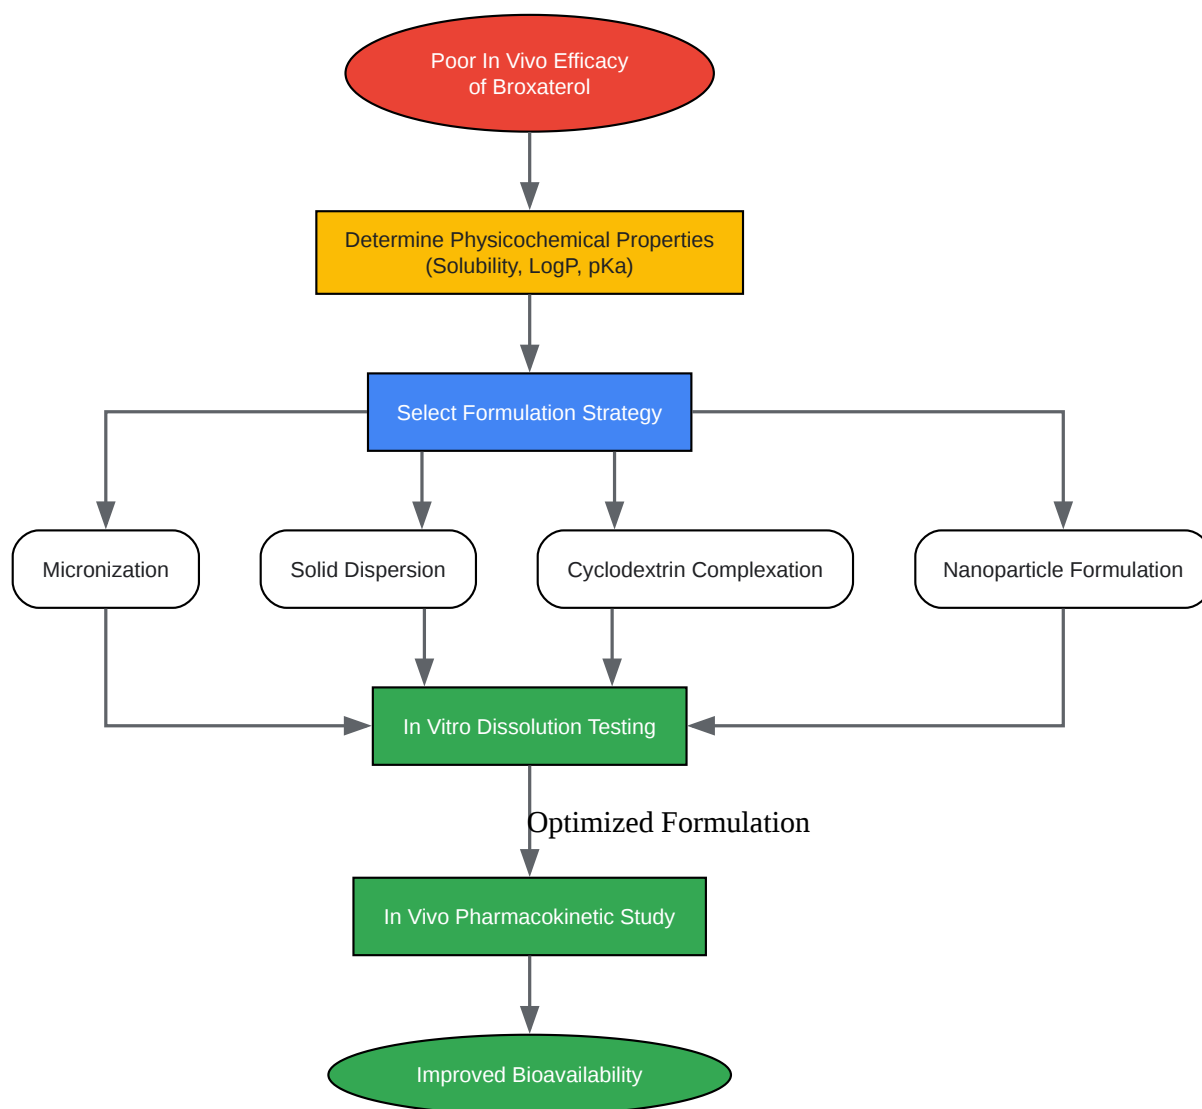 Poor In Vivo Efficacy
of Broxaterol
Determine Physicochemical Properties
(Solubility, LogP, pKa)
Select Formulation Strategy
Micronization
Solid Dispersion
Cyclodextrin Complexation
Nanoparticle Formulation
In Vitro Dissolution Testing
Optimized Formulation
In Vivo Pharmacokinetic Study
Improved Bioavailability